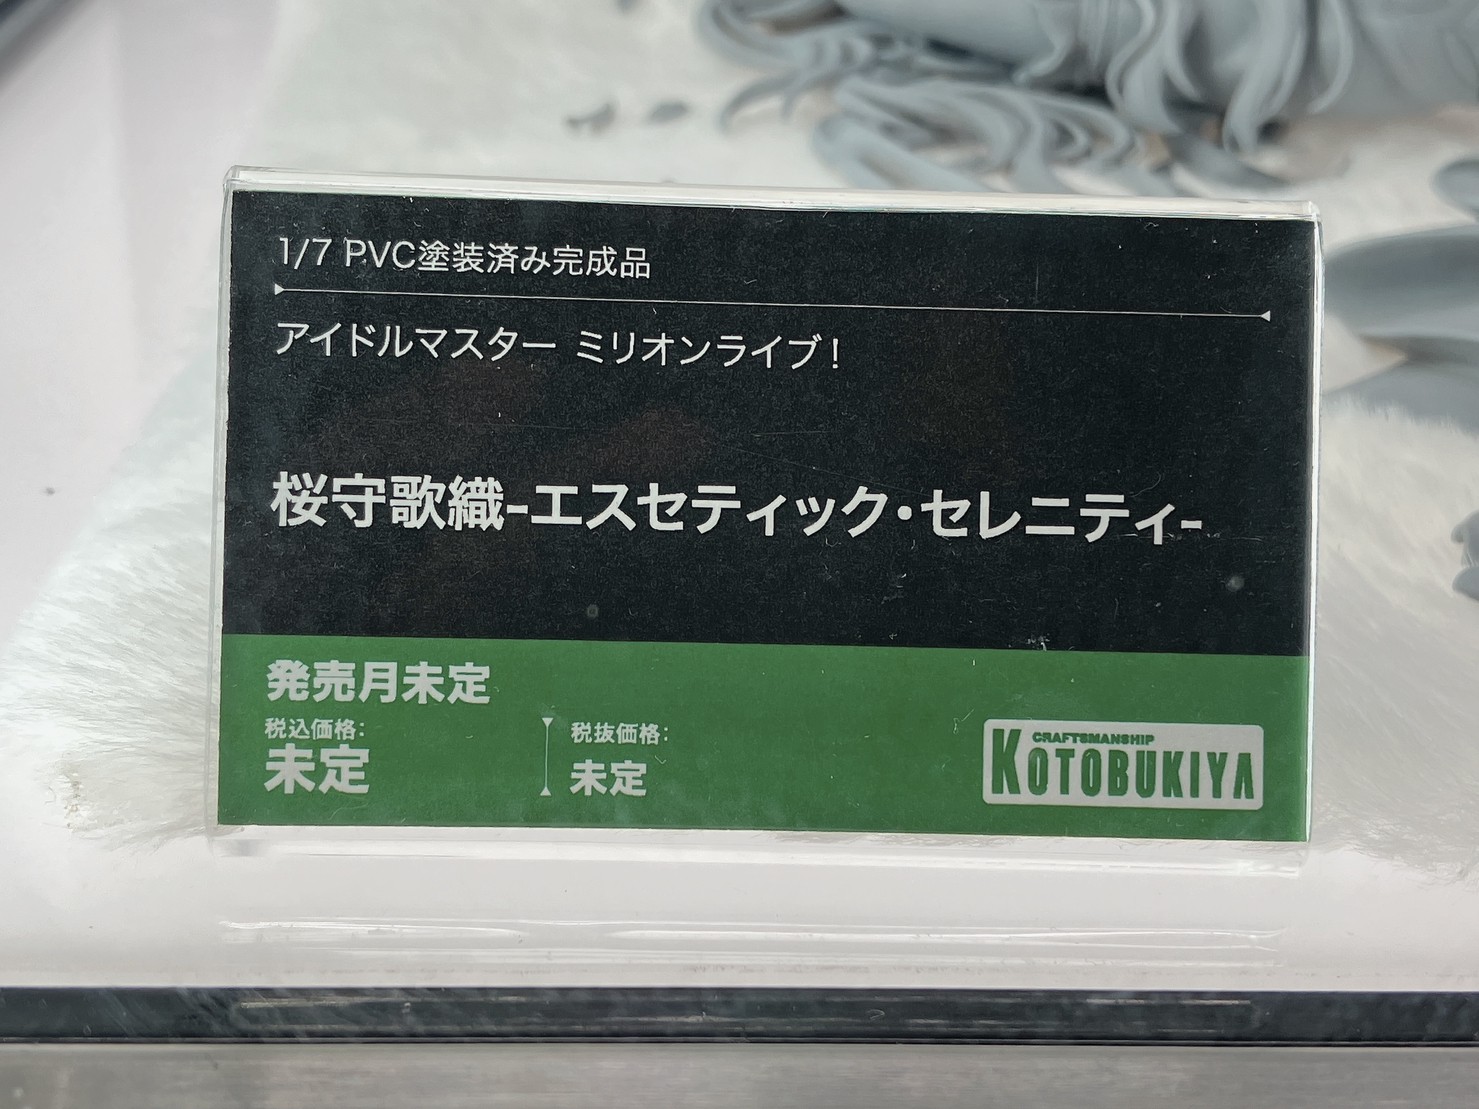 1/7 PVC塗装済み完成品
アイドルマスター ミリオンライブ！
桜守歌織-エスセティック・セレニティ-
発売月未定
税込価格：
未定
税抜価格：
未定
CRAFTSMANSHIP
KOTOBUKIYA